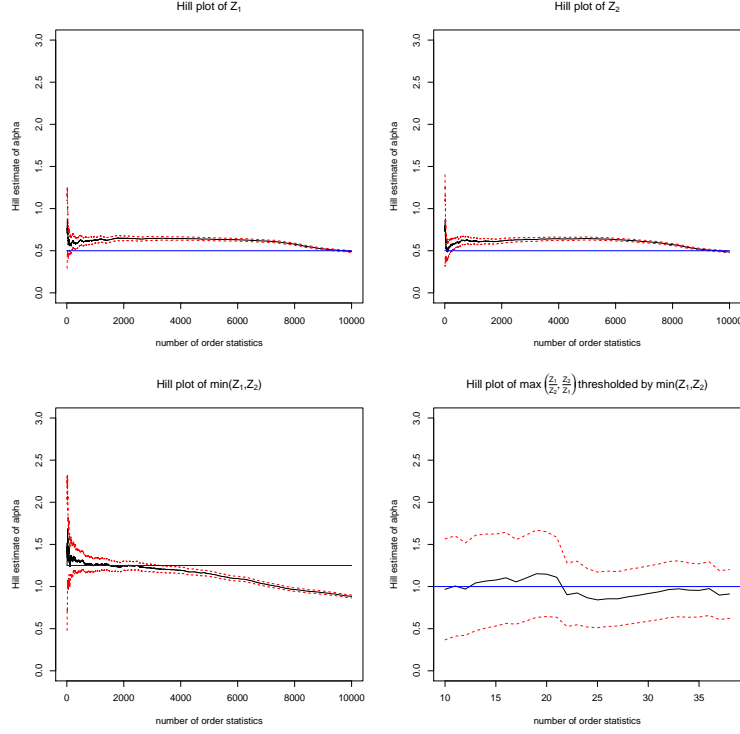 Hill plot of Z₁
Hill estimate of alpha
0.0 0.5 1.0 1.5 2.0 2.5 3.0
0 2000 4000 6000 8000 10000
number of order statistics
Hill plot of Z₂
Hill estimate of alpha
0.0 0.5 1.0 1.5 2.0 2.5 3.0
0 2000 4000 6000 8000 10000
number of order statistics
Hill plot of min(Z₁,Z₂)
Hill estimate of alpha
0.0 0.5 1.0 1.5 2.0 2.5 3.0
0 2000 4000 6000 8000 10000
number of order statistics
Hill plot of max (Z₁/Z₂, Z₂/Z₁) thresholded by min(Z₁,Z₂)
Hill estimate of alpha
0.0 0.5 1.0 1.5 2.0 2.5 3.0
10 15 20 25 30 35
number of order statistics